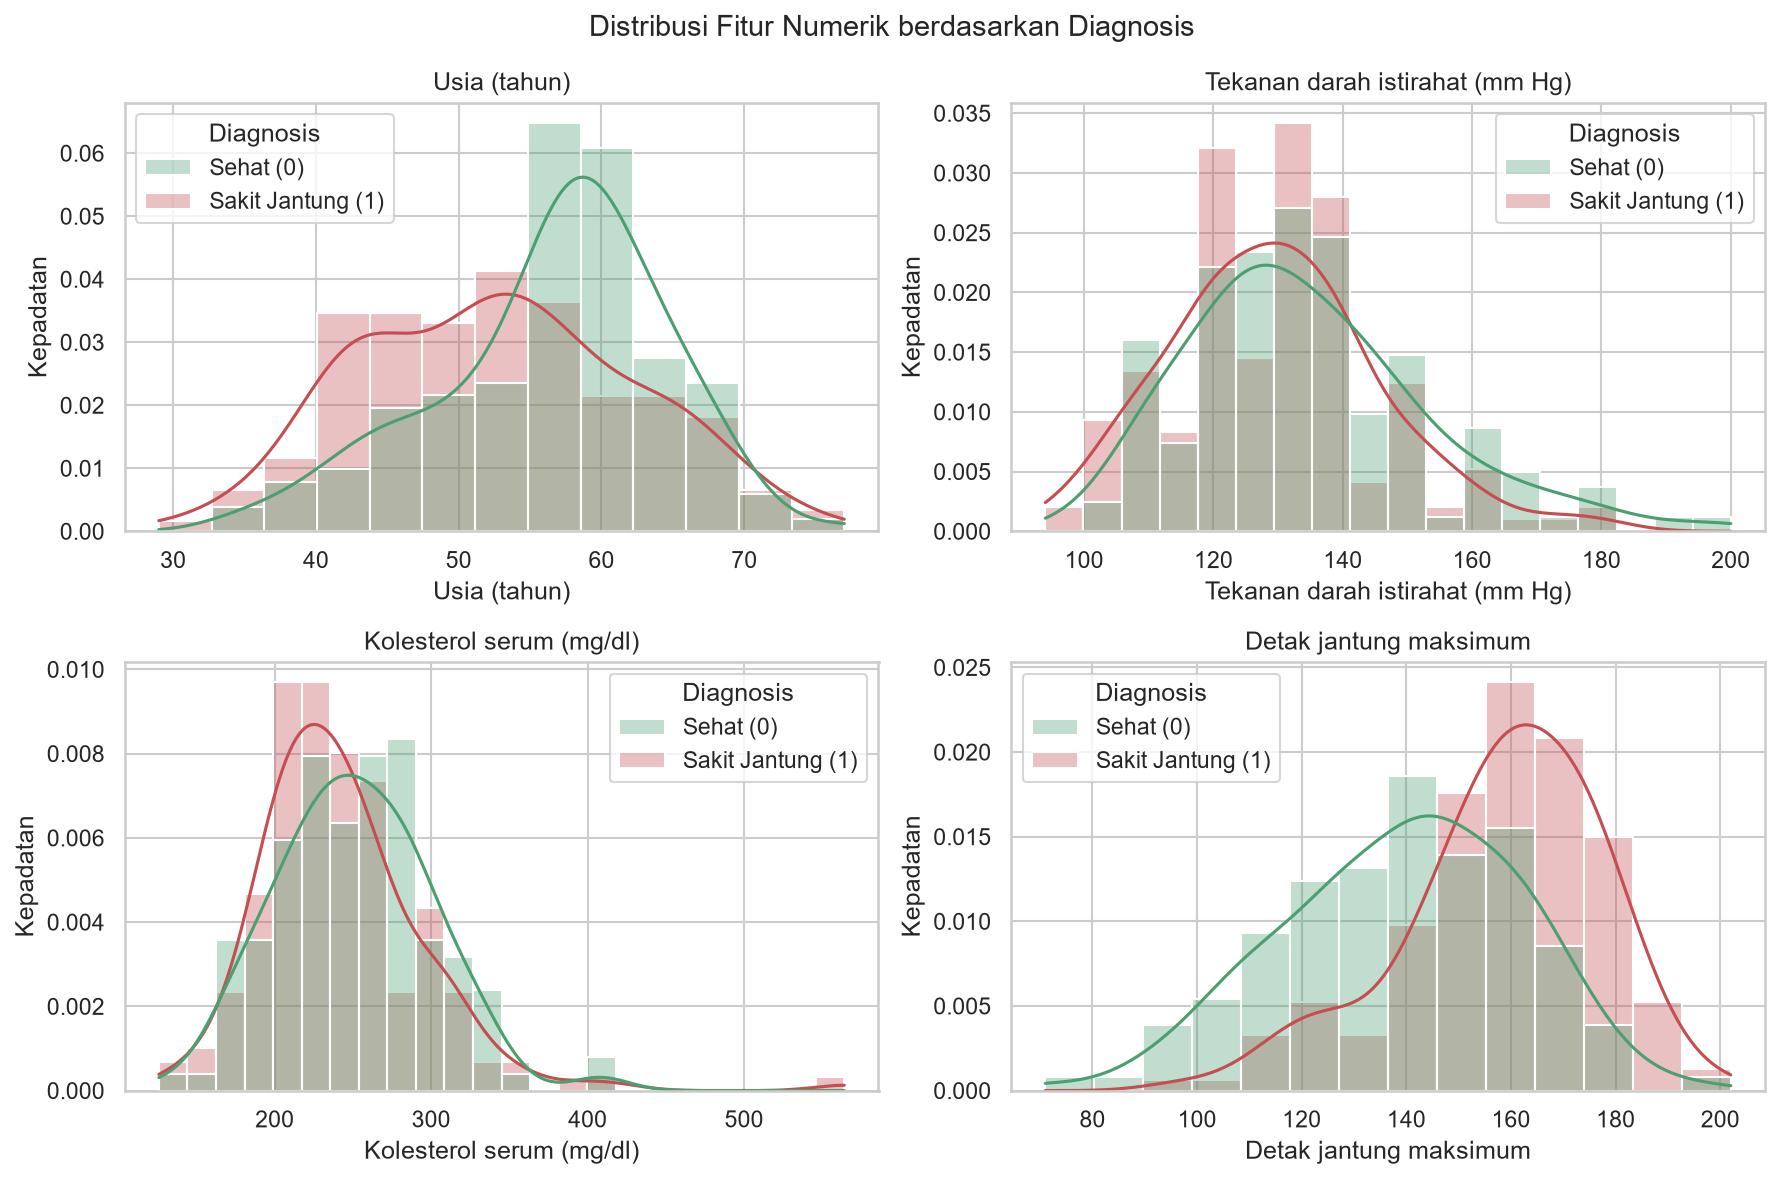 Distribusi Fitur Numerik berdasarkan Diagnosis
Usia (tahun)
Kepadatan
0.06
0.05
0.04
0.03
0.02
0.01
0.00
Diagnosis
Sehat (0)
Sakit Jantung (1)
30 40 50 60 70
Usia (tahun)
Tekanan darah istirahat (mm Hg)
Kepadatan
0.035
0.030
0.025
0.020
0.015
0.010
0.005
0.000
Diagnosis
Sehat (0)
Sakit Jantung (1)
100 120 140 160 180 200
Tekanan darah istirahat (mm Hg)
Kolesterol serum (mg/dl)
Kepadatan
0.010
0.008
0.006
0.004
0.002
0.000
Diagnosis
Sehat (0)
Sakit Jantung (1)
200 300 400 500
Kolesterol serum (mg/dl)
Detak jantung maksimum
Kepadatan
0.025
0.020
0.015
0.010
0.005
0.000
Diagnosis
Sehat (0)
Sakit Jantung (1)
80 100 120 140 160 180 200
Detak jantung maksimum